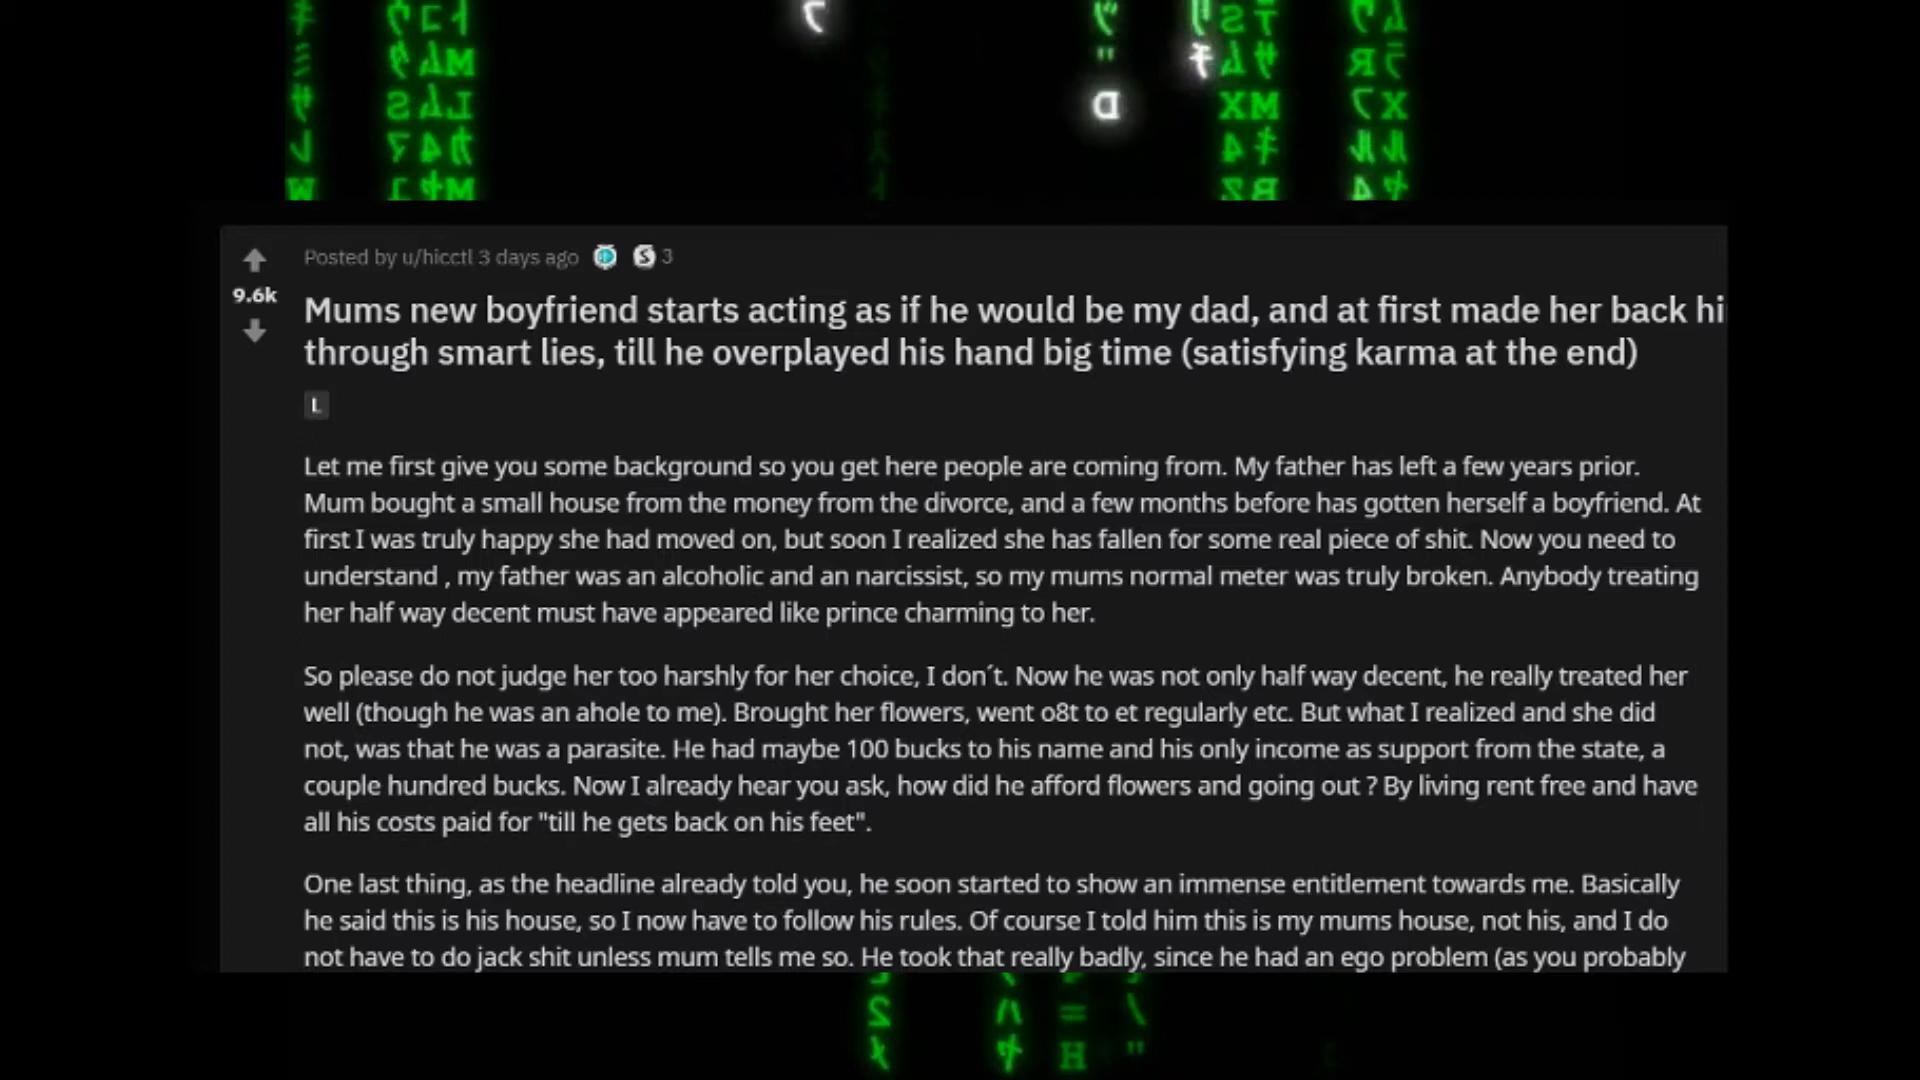 Posted by u/hicctl 3 days ago 3
9.6k
Mums new boyfriend starts acting as if he would be my dad, and at first made her back hi
through smart lies, till he overplayed his hand big time (satisfying karma at the end)
L
Let me first give you some background so you get here people are coming from. My father has left a few years prior.
Mum bought a small house from the money from the divorce, and a few months before has gotten herself a boyfriend. At
first I was truly happy she had moved on, but soon I realized she has fallen for some real piece of shit. Now you need to
understand , my father was an alcoholic and an narcissist, so my mums normal meter was truly broken. Anybody treating
her half way decent must have appeared like prince charming to her.
So please do not judge her too harshly for her choice, I don´t. Now he was not only half way decent, he really treated her
well (though he was an ahole to me). Brought her flowers, went o8t to et regularly etc. But what I realized and she did
not, was that he was a parasite. He had maybe 100 bucks to his name and his only income as support from the state, a
couple hundred bucks. Now I already hear you ask, how did he afford flowers and going out ? By living rent free and have
all his costs paid for "till he gets back on his feet".
One last thing, as the headline already told you, he soon started to show an immense entitlement towards me. Basically
he said this is his house, so I now have to follow his rules. Of course I told him this is my mums house, not his, and I do
not have to do jack shit unless mum tells me so. He took that really badly, since he had an ego problem (as you probably